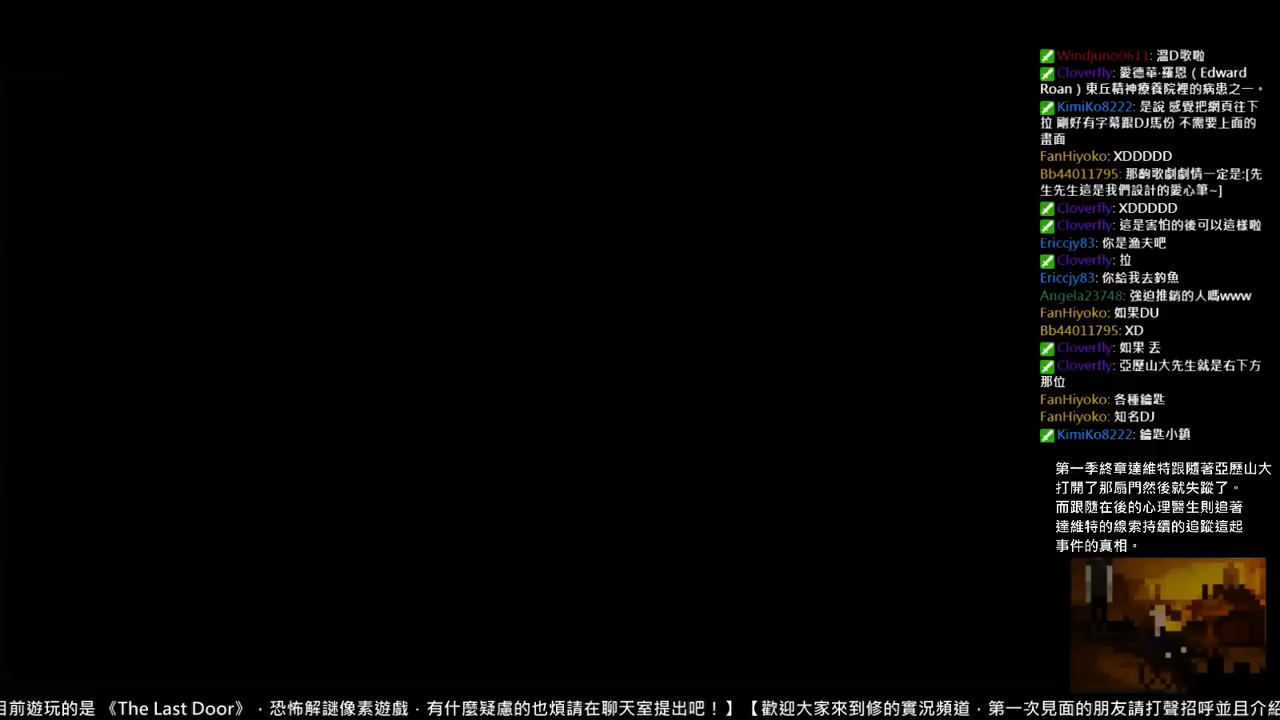 Windjuno0611: 溫D歌啦
Cloverfly: 愛德華·羅恩 ( Edward
Roan ) 東丘精神療養院裡的病患之一。
KimiKo8222: 是說 感覺把網頁往下
拉 剛好有字幕跟DJ馬份 不需要上面的
畫面
FanHiyoko: XDDDDD
Bb44011795: 那齣歌劇劇情一定是:[先
生先生這是我們設計的愛心筆~]
Cloverfly: XDDDDD
Cloverfly: 這是害怕的後可以這樣啦
Ericcjy83: 你是漁夫吧
Cloverfly: 拉
Ericcjy83: 你給我去釣魚
Angela23748: 強迫推銷的人嗎www
FanHiyoko: 如果DU
Bb44011795: XD
Cloverfly: 如果 丟
Cloverfly: 亞歷山大先生就是右下方
那位
FanHiyoko: 各種鑰匙
FanHiyoko: 知名DJ
KimiKo8222: 鑰匙小鎮
第一季終章達維特跟隨著亞歷山大
打開了那扇門然後就失蹤了。
而跟隨在後的心理醫生則追著
達維特的線索持續的追蹤這起
事件的真相。
目前遊玩的是 《The Last Door》，恐怖解謎像素遊戲．有什麼疑慮的也煩請在聊天室提出吧！】【歡迎大家來到修的實況頻道，第一次見面的朋友請打聲招呼並且介紹